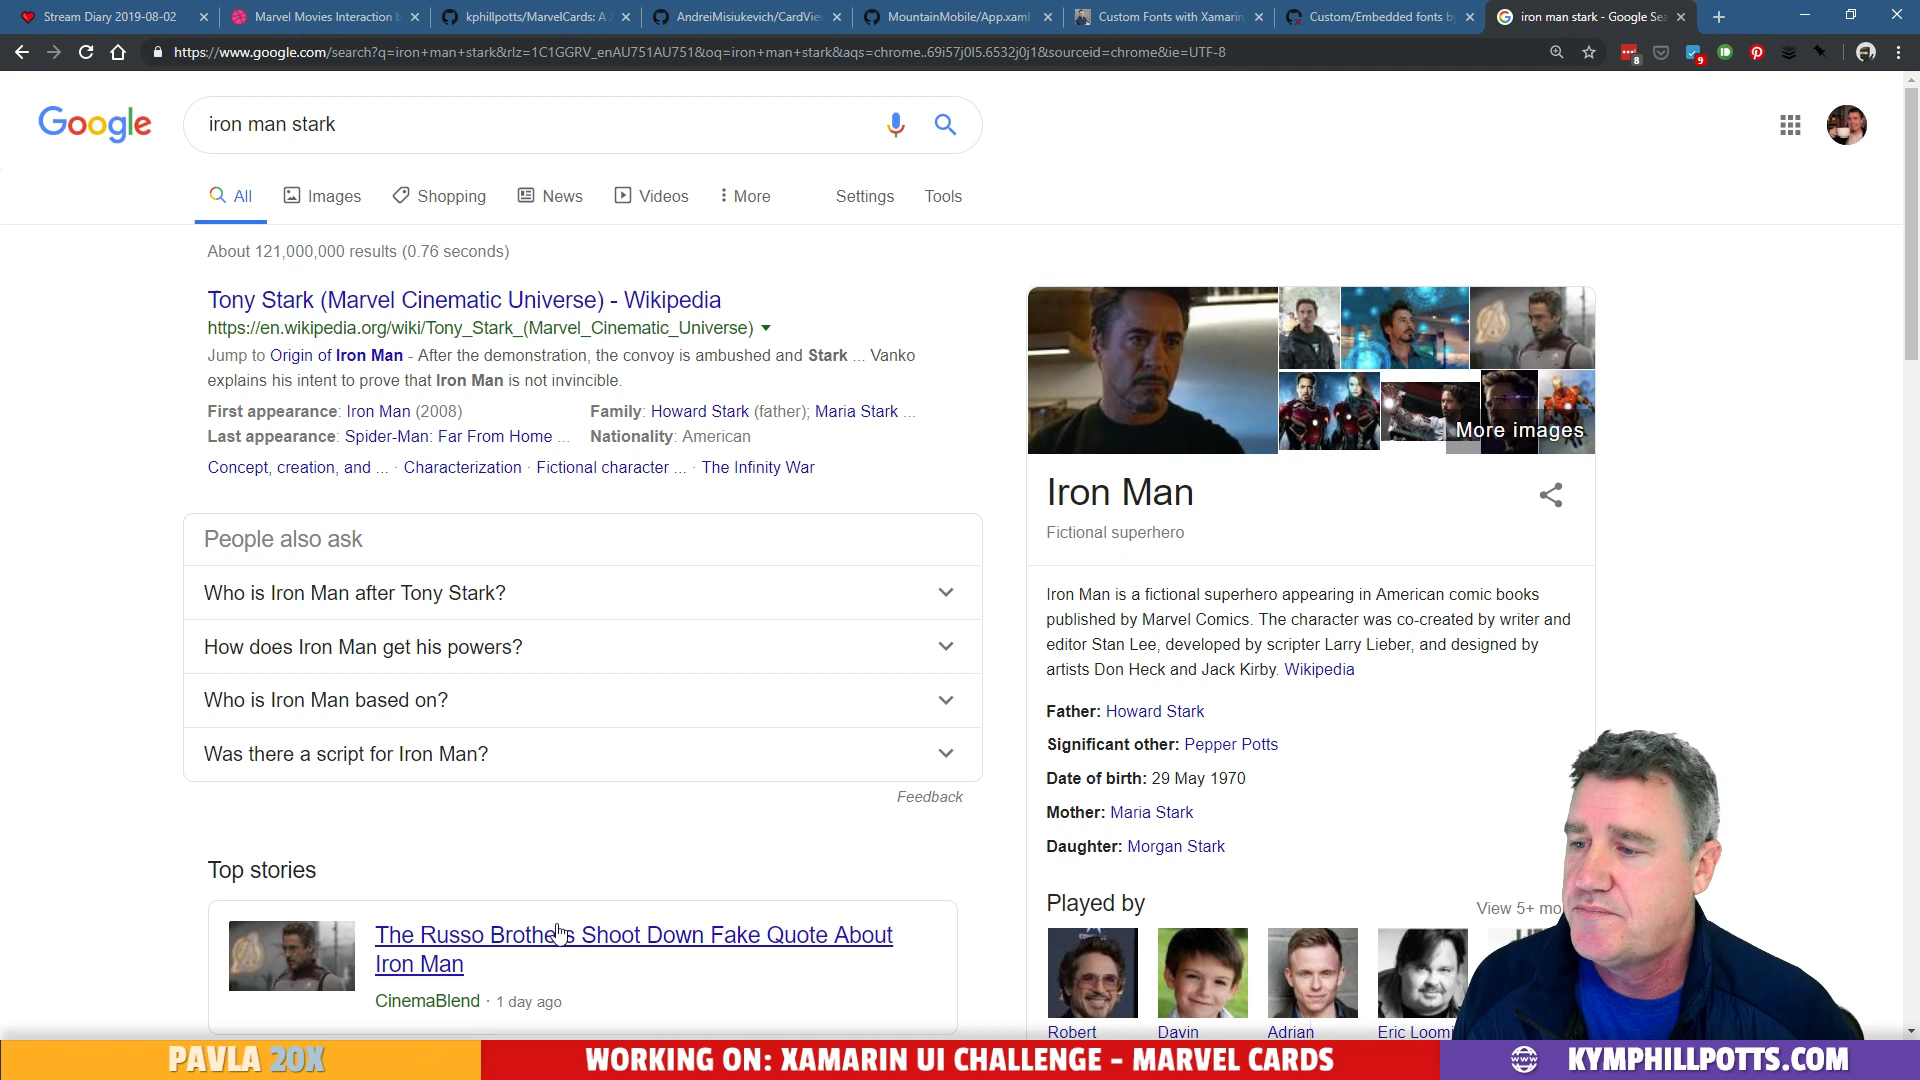 Stream Diary 2019-08-02
Marvel Movies Interaction
kphillpotts/MarvelCards: A
AndreiMisiukevich/CardVie
MountainMobile/App.xaml
Custom Fonts with Xamarin
Custom/Embedded fonts
iron man stark - Google Sea
https://www.google.com/search?q=iron+man+stark&rlz=1C1GGRV_enAU751AU751&oq=iron+man+stark&aqs=chrome..69i57j0l5.6532j0j1&sourceid=chrome&ie=UTF-8
8
9
Google
iron man stark
All
Images
Shopping
News
Videos
More
Settings
Tools
About 121,000,000 results (0.76 seconds)
Tony Stark (Marvel Cinematic Universe) - Wikipedia
https://en.wikipedia.org/wiki/Tony_Stark_(Marvel_Cinematic_Universe)
Jump to Origin of Iron Man - After the demonstration, the convoy is ambushed and Stark ... Vanko
explains his intent to prove that Iron Man is not invincible.
First appearance: Iron Man (2008)
Family: Howard Stark (father); Maria Stark ...
Last appearance: Spider-Man: Far From Home ...
Nationality: American
Concept, creation, and ... · Characterization · Fictional character ... · The Infinity War
People also ask
Who is Iron Man after Tony Stark?
How does Iron Man get his powers?
Who is Iron Man based on?
Was there a script for Iron Man?
Feedback
Top stories
The Russo Brothers Shoot Down Fake Quote About
Iron Man
CinemaBlend · 1 day ago
More images
Iron Man
Fictional superhero
Iron Man is a fictional superhero appearing in American comic books
published by Marvel Comics. The character was co-created by writer and
editor Stan Lee, developed by scripter Larry Lieber, and designed by
artists Don Heck and Jack Kirby. Wikipedia
Father: Howard Stark
Significant other: Pepper Potts
Date of birth: 29 May 1970
Mother: Maria Stark
Daughter: Morgan Stark
Played by
View 5+ mo
Robert
Davin
Adrian
Eric Loomi
PAVLA 20X
WORKING ON: XAMARIN UI CHALLENGE - MARVEL CARDS
KYMPHILLPOTTS.COM